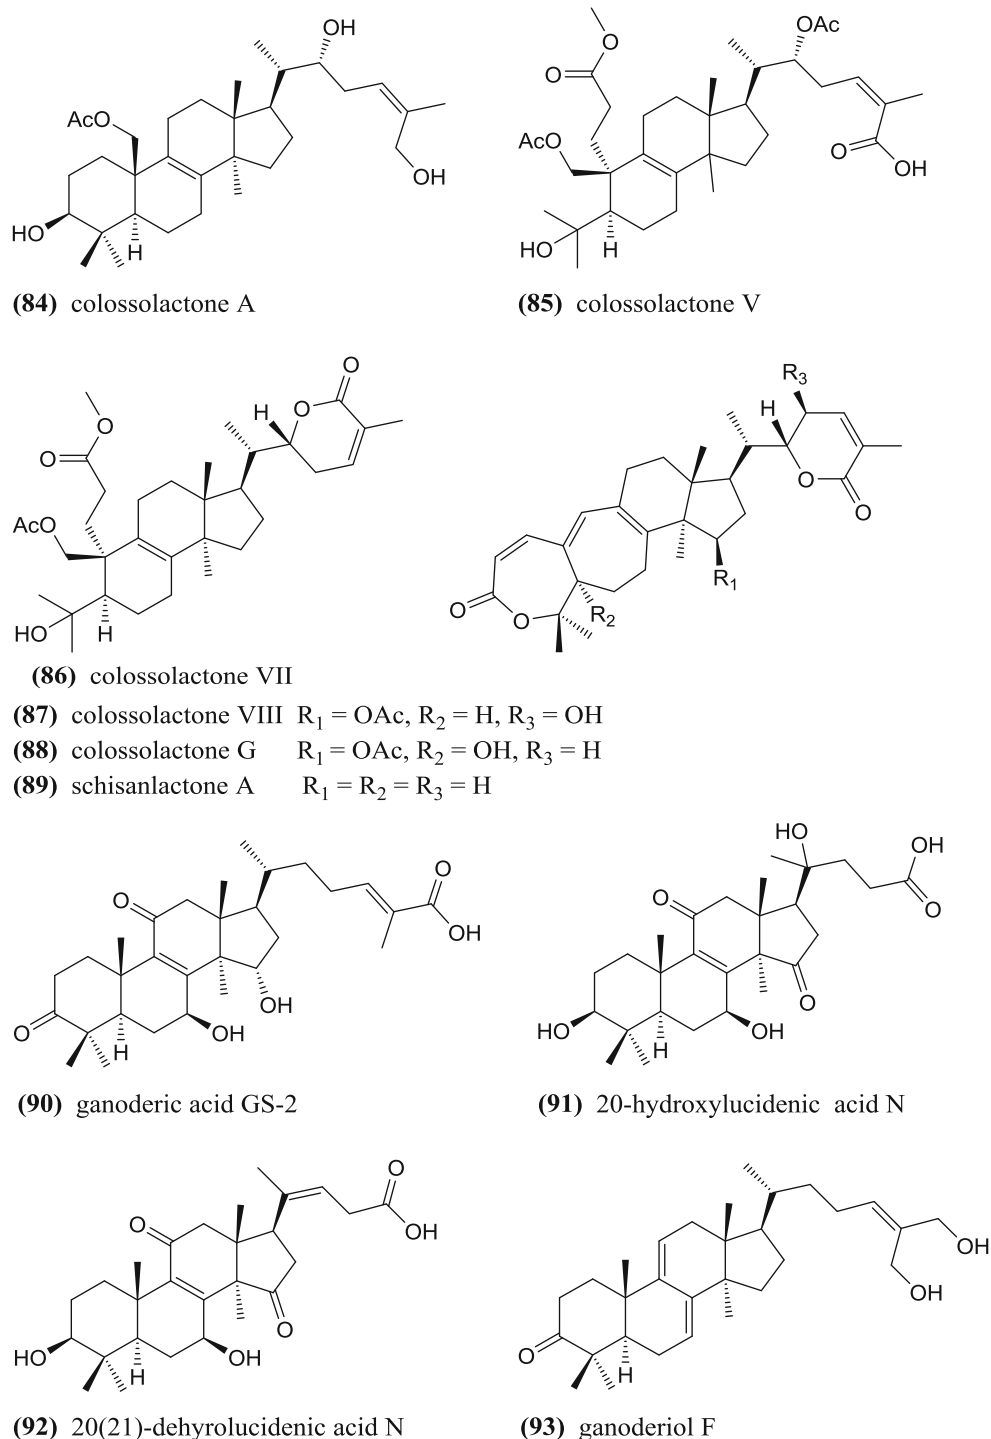 OH
AcO
HO
H
OH
(84) colossolactone A
O
O
OAc
AcO
HO
H
O
OH
(85) colossolactone V
O
O
AcO
HO
H
H
O
O
(86) colossolactone VII
R3
H
O
O
R1
O
O
R2
(87) colossolactone VIII R1 = OAc, R2 = H, R3 = OH
(88) colossolactone G R1 = OAc, R2 = OH, R3 = H
(89) schisanlactone A R1 = R2 = R3 = H
O
O
OH
OH
O
H
OH
(90) ganoderic acid GS-2
HO
OH
O
O
O
HO
H
OH
(91) 20-hydroxylucidenic acid N
O
O
OH
O
HO
H
OH
(92) 20(21)-dehyrolucidenic acid N
OH
OH
O
H
(93) ganoderiol F